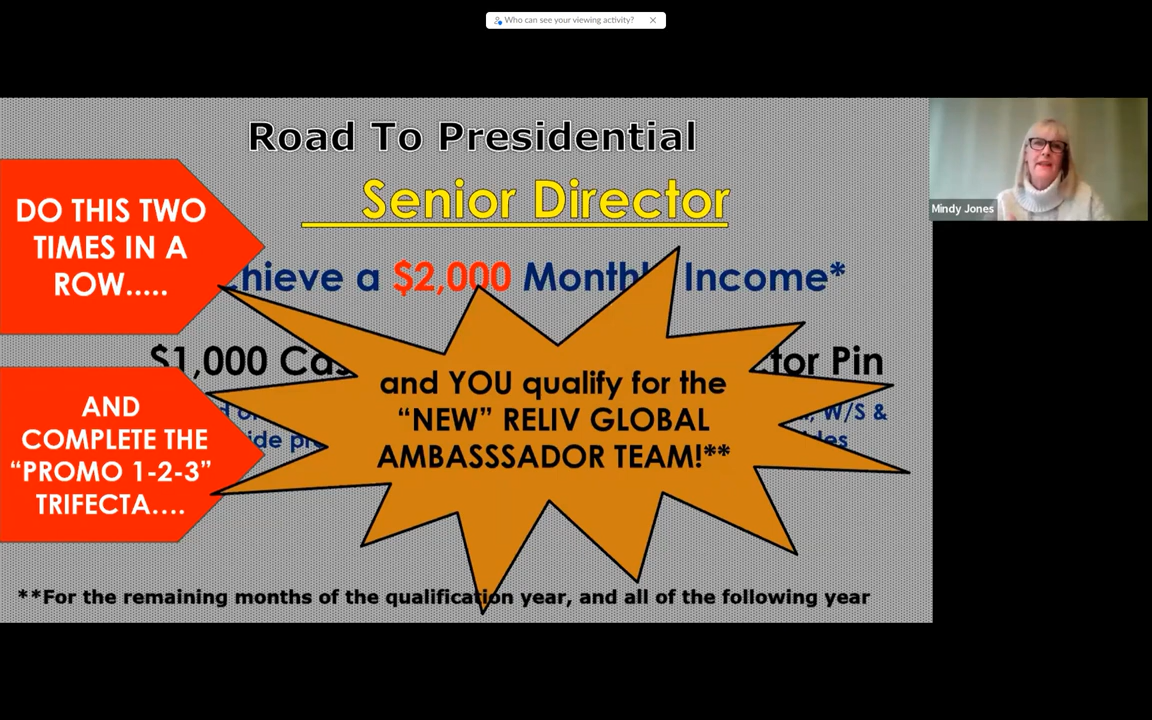 Who can see your viewing activity?
Road To Presidential
Senior Director
DO THIS TWO
TIMES IN A
ROW.....
hieve a $2,000 Monthly Income*
$1,000 Cas tor Pin
W/S &
and YOU qualify for the
“NEW” RELIV GLOBAL
AMBASSSADOR TEAM!**
AND
COMPLETE THE
“PROMO 1-2-3”
TRIFECTA....
**For the remaining months of the qualification year, and all of the following year
Mindy Jones